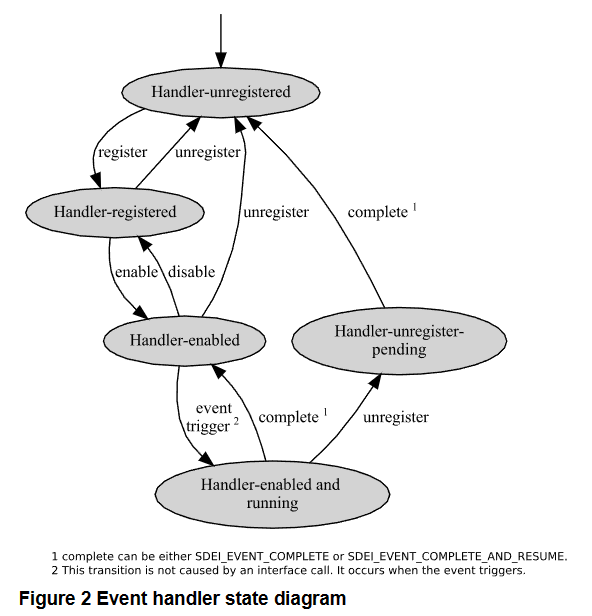 Handler-unregistered
register
unregister
Handler-registered
unregister
complete 1
enable
disable
Handler-enabled
Handler-unregister-
pending
event
trigger 2
complete 1
unregister
Handler-enabled and
running
1 complete can be either SDEI_EVENT_COMPLETE or SDEI_EVENT_COMPLETE_AND_RESUME.
2 This transition is not caused by an interface call. It occurs when the event triggers.
Figure 2 Event handler state diagram